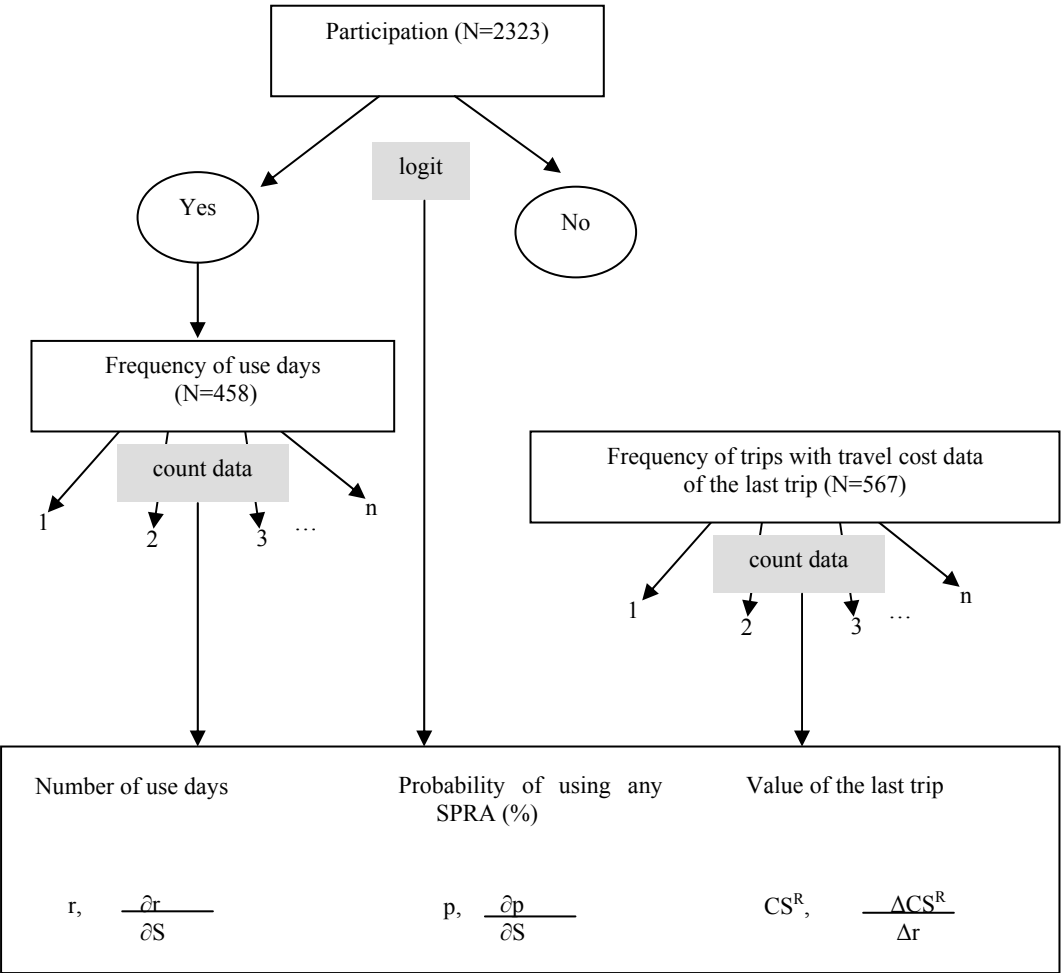 Participation (N=2323)
logit
Yes
No
Frequency of use days
(N=458)
count data
1
2
3
…
n
Frequency of trips with travel cost data
of the last trip (N=567)
count data
1
2
3
…
n
Number of use days
Probability of using any
SPRA (%)
Value of the last trip
r, ∂r
∂S
p, ∂p
∂S
CS^R, ΔCS^R
Δr